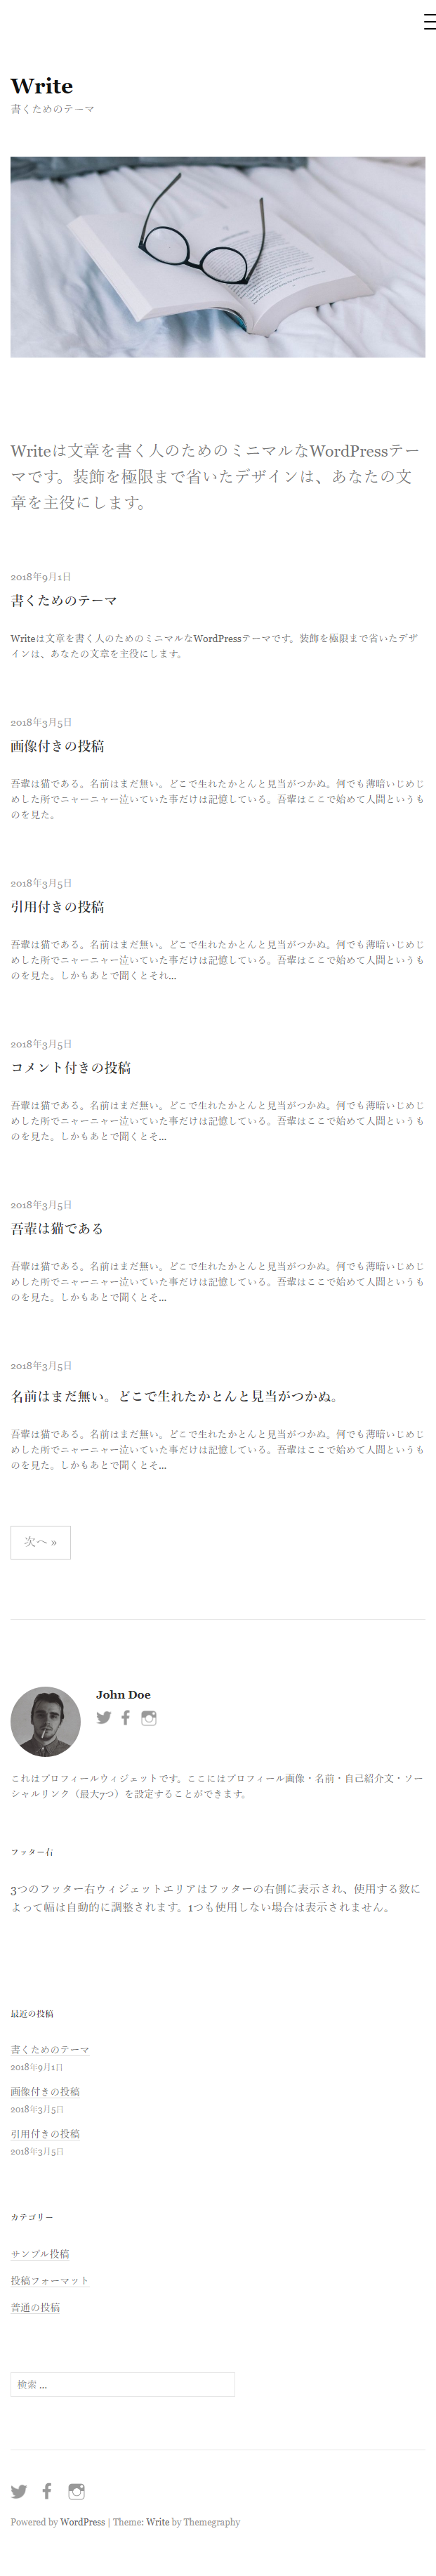 Write
書くためのテーマ
Writeは文章を書く人のためのミニマルなWordPressテー
マです。装飾を極限まで省いたデザインは、あなたの文
章を主役にします。
2018年9月1日
書くためのテーマ
Writeは文章を書く人のためのミニマルなWordPressテーマです。装飾を極限まで省いたデザ
インは、あなたの文章を主役にします。
2018年3月5日
画像付きの投稿
吾輩は猫である。名前はまだ無い。どこで生れたかとんと見当がつかぬ。何でも薄暗いじめじ
めした所でニャーニャー泣いていた事だけは記憶している。吾輩はここで始めて人間というも
のを見た。
2018年3月5日
引用付きの投稿
吾輩は猫である。名前はまだ無い。どこで生れたかとんと見当がつかぬ。何でも薄暗いじめじ
めした所でニャーニャー泣いていた事だけは記憶している。吾輩はここで始めて人間というも
のを見た。しかもあとで聞くとそれ...
2018年3月5日
コメント付きの投稿
吾輩は猫である。名前はまだ無い。どこで生れたかとんと見当がつかぬ。何でも薄暗いじめじ
めした所でニャーニャー泣いていた事だけは記憶している。吾輩はここで始めて人間というも
のを見た。しかもあとで聞くとそ...
2018年3月5日
吾輩は猫である
吾輩は猫である。名前はまだ無い。どこで生れたかとんと見当がつかぬ。何でも薄暗いじめじ
めした所でニャーニャー泣いていた事だけは記憶している。吾輩はここで始めて人間というも
のを見た。しかもあとで聞くとそ...
2018年3月5日
名前はまだ無い。どこで生れたかとんと見当がつかぬ。
吾輩は猫である。名前はまだ無い。どこで生れたかとんと見当がつかぬ。何でも薄暗いじめじ
めした所でニャーニャー泣いていた事だけは記憶している。吾輩はここで始めて人間というも
のを見た。しかもあとで聞くとそ...
次へ »
John Doe
これはプロフィールウィジェットです。ここにはプロフィール画像・名前・自己紹介文・ソー
シャルリンク（最大7つ）を設定することができます。
フッター右
3つのフッター右ウィジェットエリアはフッターの右側に表示され、使用する数によ
って幅は自動的に調整されます。1つも使用しない場合は表示されません。
最近の投稿
書くためのテーマ
2018年9月1日
画像付きの投稿
2018年3月5日
引用付きの投稿
2018年3月5日
カテゴリー
サンプル投稿
投稿フォーマット
普通の投稿
検索 ...
Powered by WordPress | Theme: Write by Themegraphy